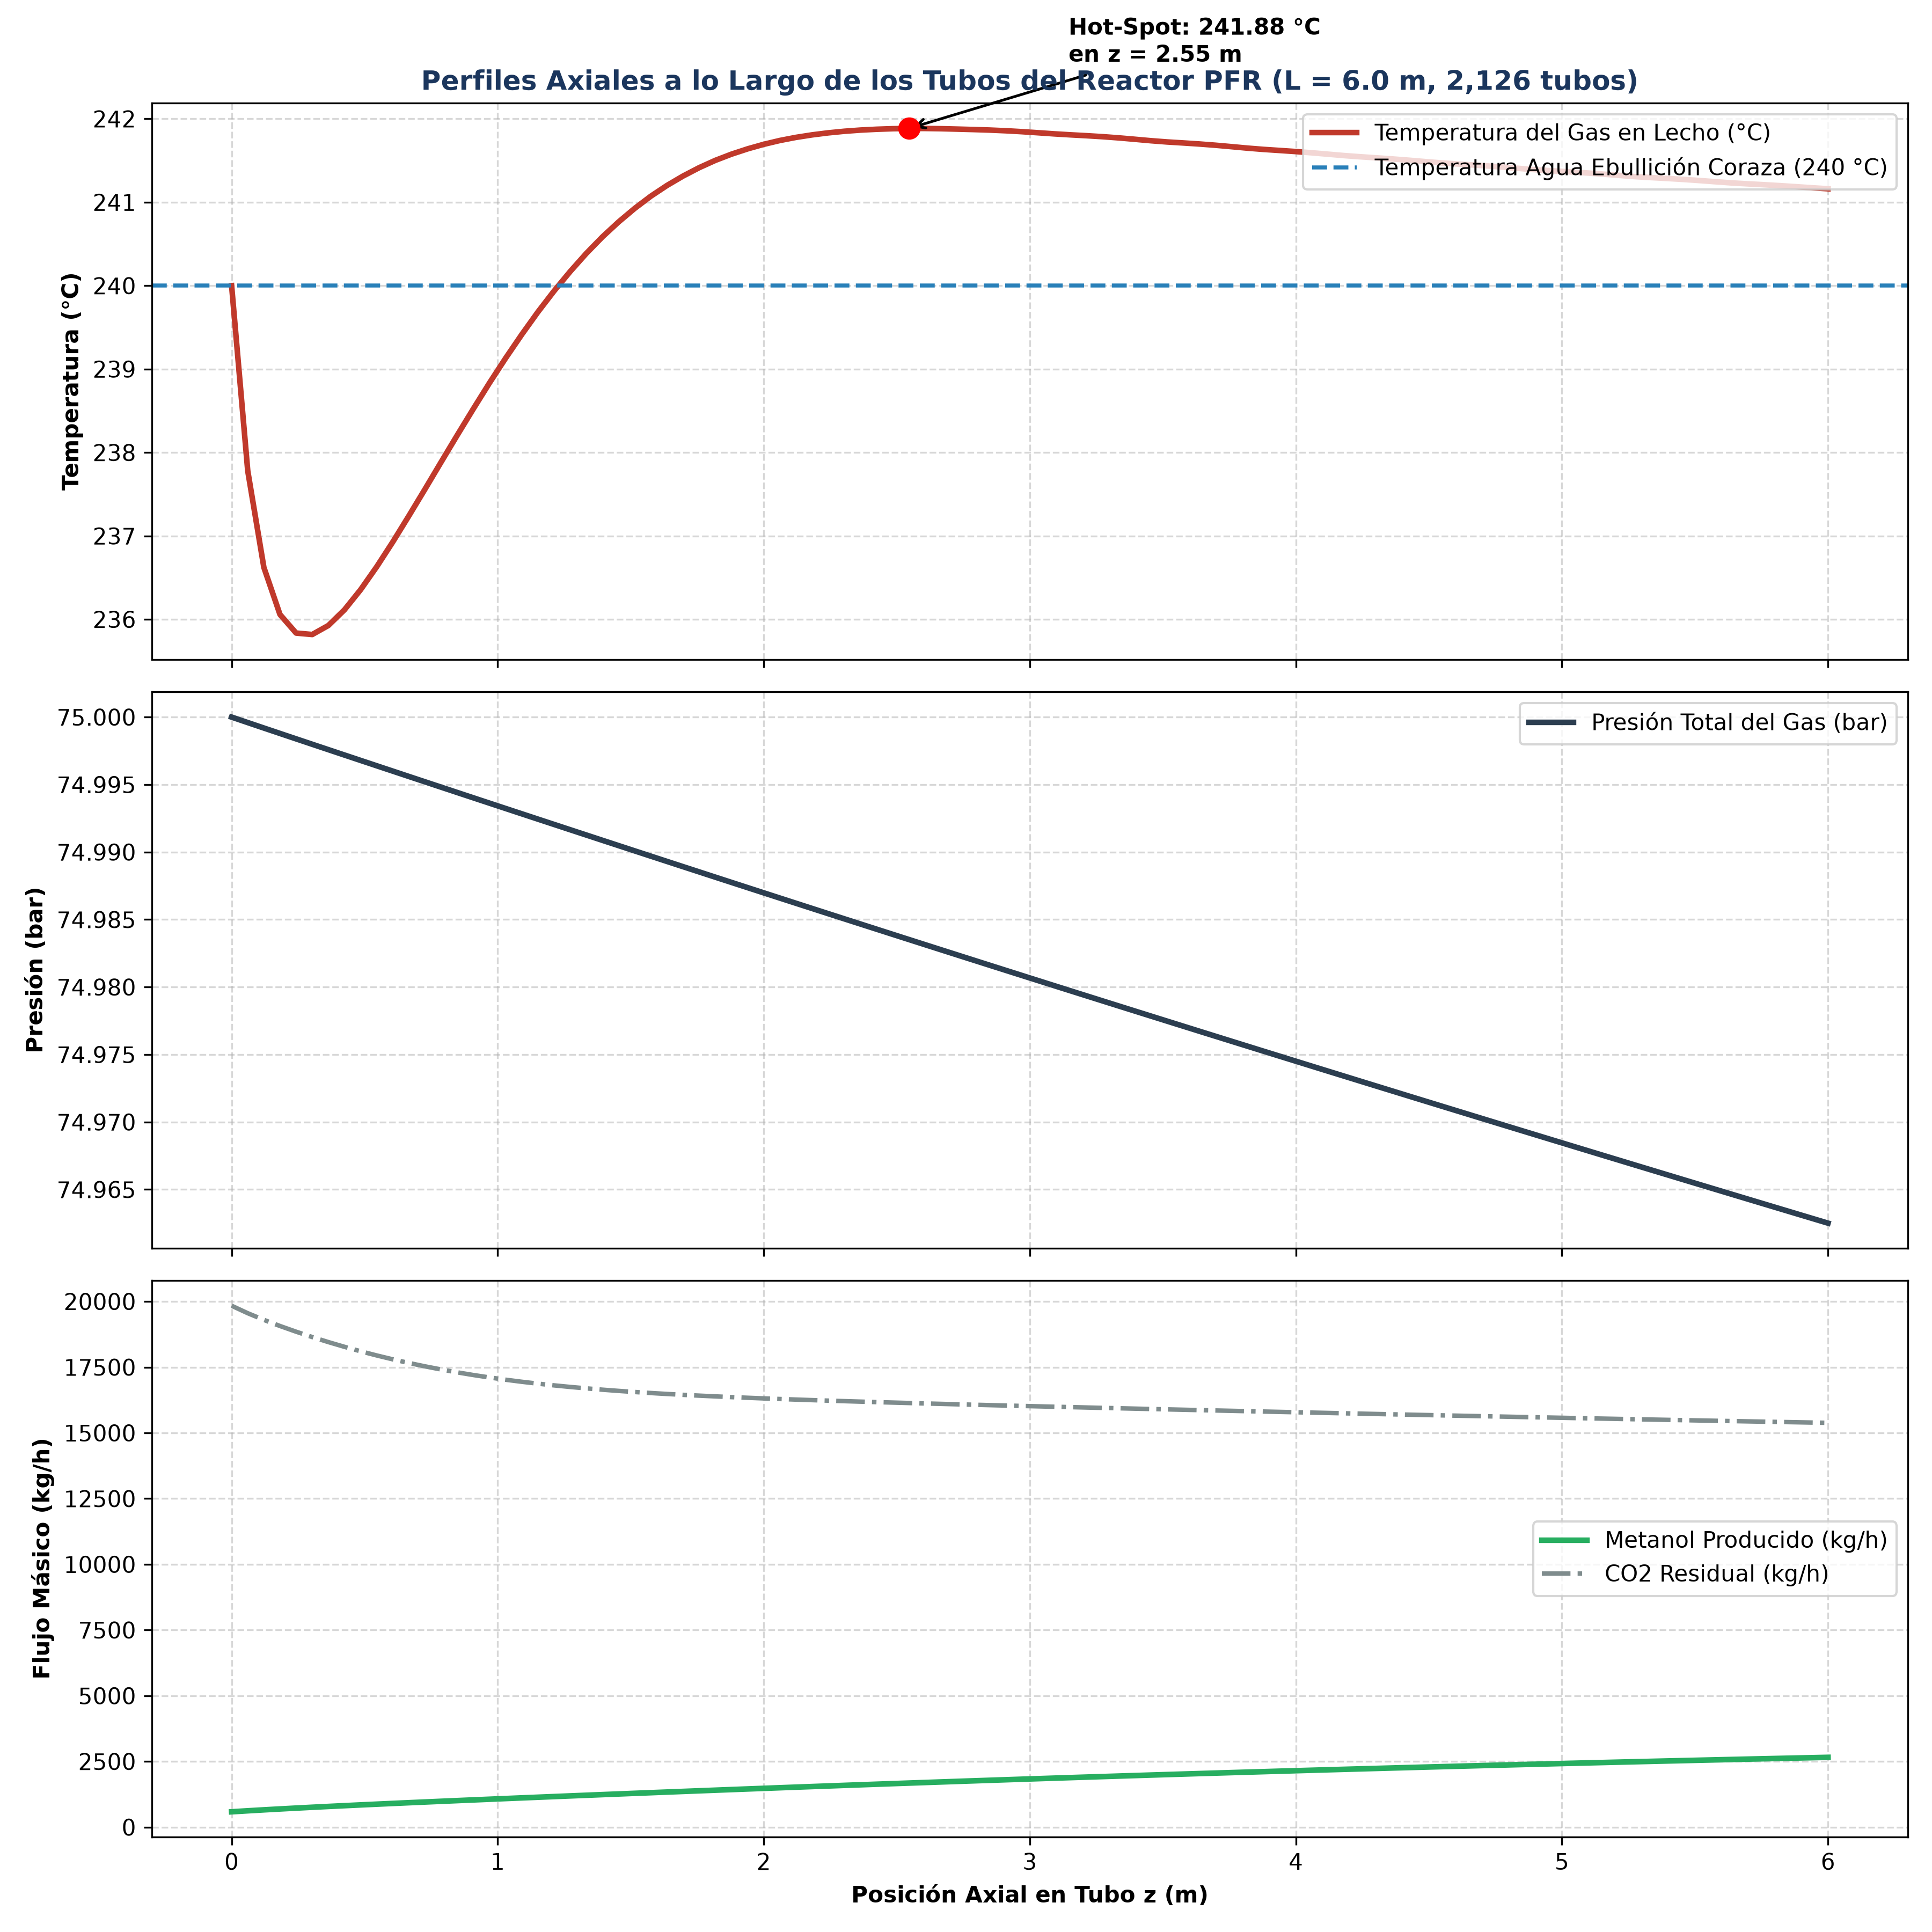 Hot-Spot: 241.88 °C
en z = 2.55 m
Perfiles Axiales a lo Largo de los Tubos del Reactor PFR (L = 6.0 m, 2,126 tubos)
Temperatura (°C)
242
241
240
239
238
237
236
Temperatura del Gas en Lecho (°C)
Temperatura Agua Ebullición Coraza (240 °C)
Presión (bar)
75.000
74.995
74.990
74.985
74.980
74.975
74.970
74.965
Presión Total del Gas (bar)
Flujo Másico (kg/h)
20000
17500
15000
12500
10000
7500
5000
2500
0
Metanol Producido (kg/h)
CO2 Residual (kg/h)
0 1 2 3 4 5 6
Posición Axial en Tubo z (m)